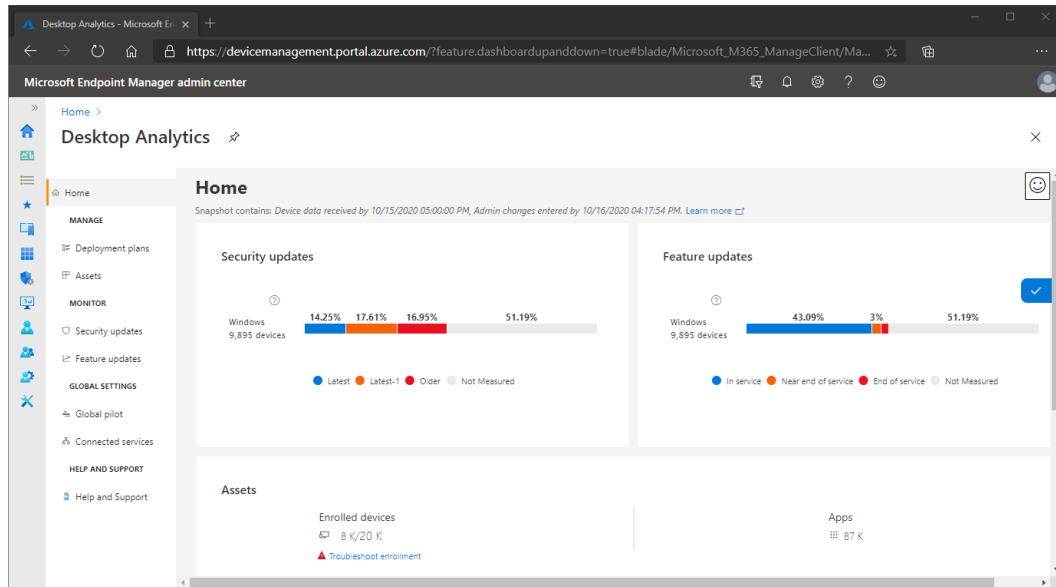 Desktop Analytics - Microsoft En
https://devicemanagement.portal.azure.com/?feature.dashboardupanddown=true#blade/Microsoft_M365_ManageClient/Ma...
Microsoft Endpoint Manager admin center
Home >
Desktop Analytics
Home
MANAGE
Deployment plans
Assets
MONITOR
Security updates
Feature updates
GLOBAL SETTINGS
Global pilot
Connected services
HELP AND SUPPORT
Help and Support
Home
Snapshot contains: Device data received by 10/15/2020 05:00:00 PM, Admin changes entered by 10/16/2020 04:17:54 PM. Learn more
Security updates
14.25% 17.61% 16.95% 51.19%
Windows
9,895 devices
Latest Latest-1 Older Not Measured
Feature updates
43.09% 3% 51.19%
Windows
9,895 devices
In service Near end of service End of service Not Measured
Assets
Enrolled devices
8 K/20 K
Troubleshoot enrollment
Apps
87 K